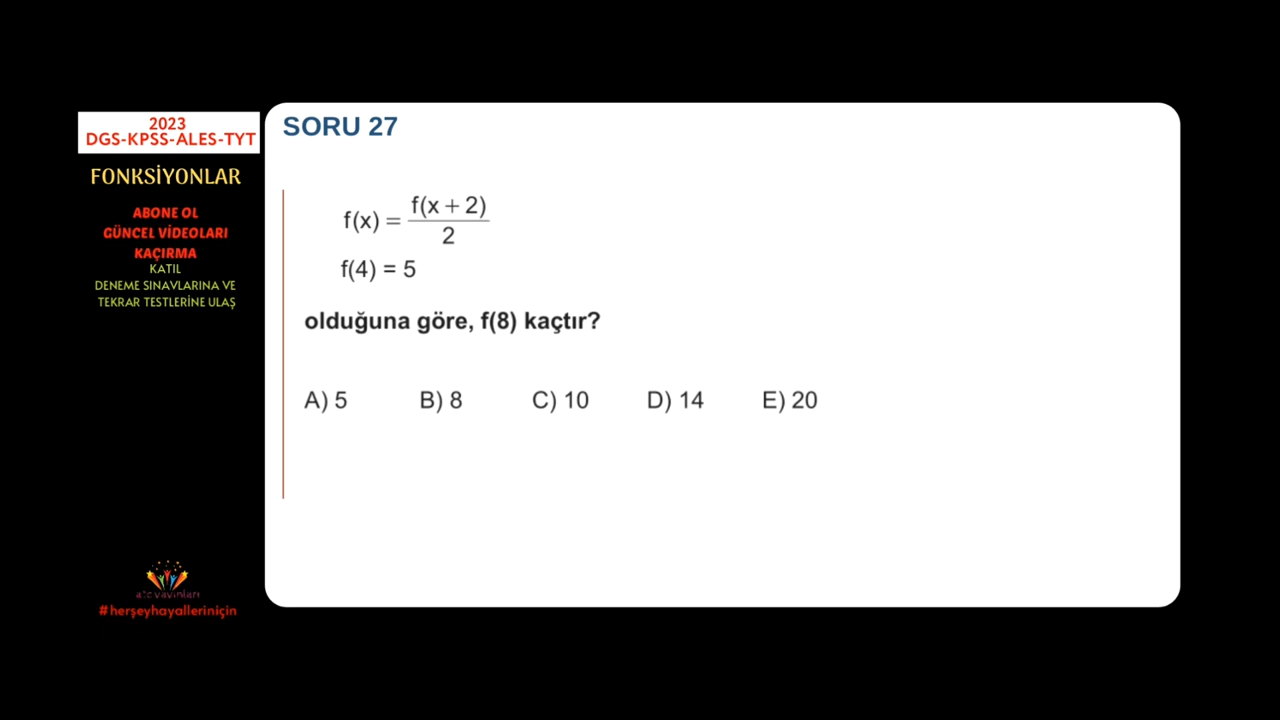 2023
DGS-KPSS-ALES-TYT
FONKSİYONLAR
ABONE OL
GÜNCEL VİDEOLARI
KAÇIRMA
KATIL
DENEME SINAVLARINA VE
TEKRAR TESTLERİNE ULAŞ
#herşeyhayalleriniçin
SORU 27
f(x) = f(x + 2) / 2
f(4) = 5
olduğuna göre, f(8) kaçtır?
A) 5 B) 8 C) 10 D) 14 E) 20